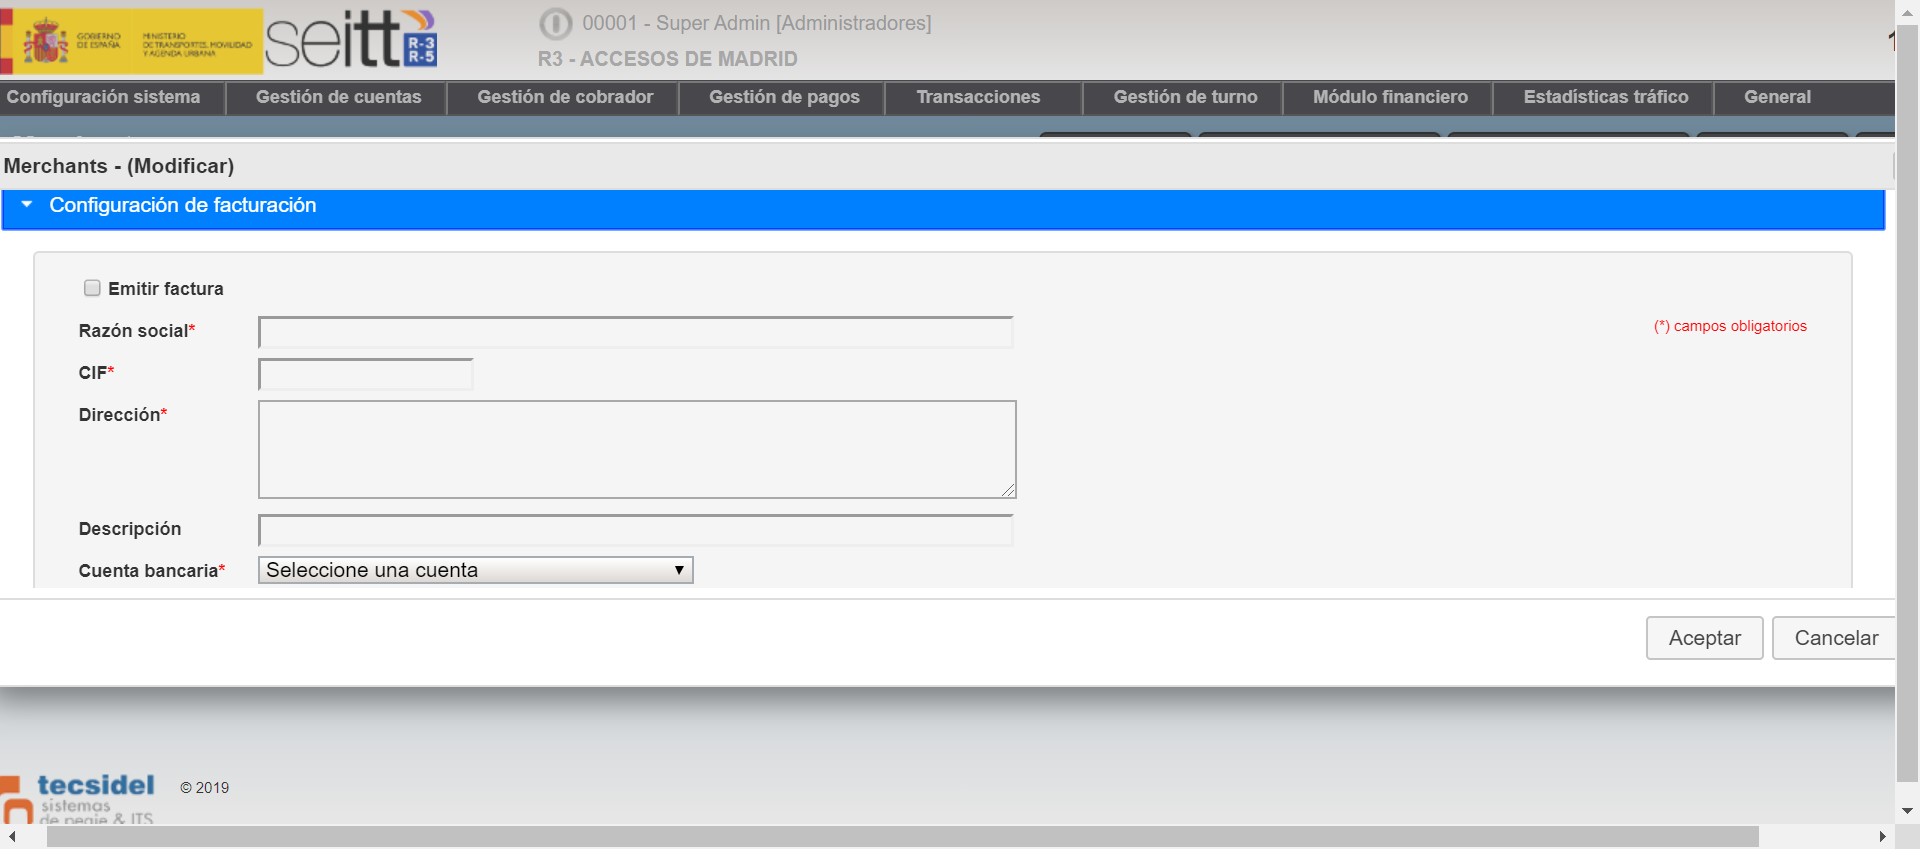 GOBIERNO
DE ESPAÑA
MINISTERIO
DE TRANSPORTES, MOVILIDAD
Y AGENDA URBANA
seitt
R-3
R-5
00001 - Super Admin [Administradores]
R3 - ACCESOS DE MADRID
Configuración sistema
Gestión de cuentas
Gestión de cobrador
Gestión de pagos
Transacciones
Gestión de turno
Módulo financiero
Estadísticas tráfico
General
Merchants - (Modificar)
Configuración de facturación
Emitir factura
Razón social*
(*) campos obligatorios
CIF*
Dirección*
Descripción
Cuenta bancaria*
Seleccione una cuenta
Aceptar
Cancelar
tecsidel
sistemas
de peaje & ITS
© 2019